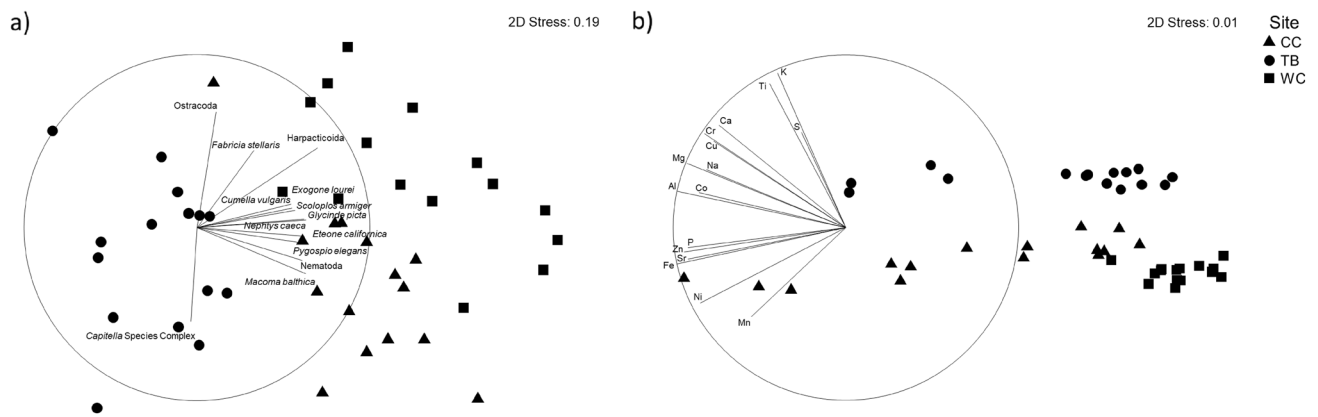 a)
2D Stress: 0.19
Ostracoda
Fabricia stellaris
Harpacticoida
Exogone lourei
Cumella vulgaris
Scoloplos armiger
Glycinde picta
Nephtys caeca
Eteone californica
Pygospio elegans
Nematoda
Macoma balthica
Capitella Species Complex
b)
2D Stress: 0.01
Site
CC
TB
WC
K
Ti
Ca
S
Cr
Cu
Mg
Na
Al
Co
P
Zn
Sr
Fe
Ni
Mn